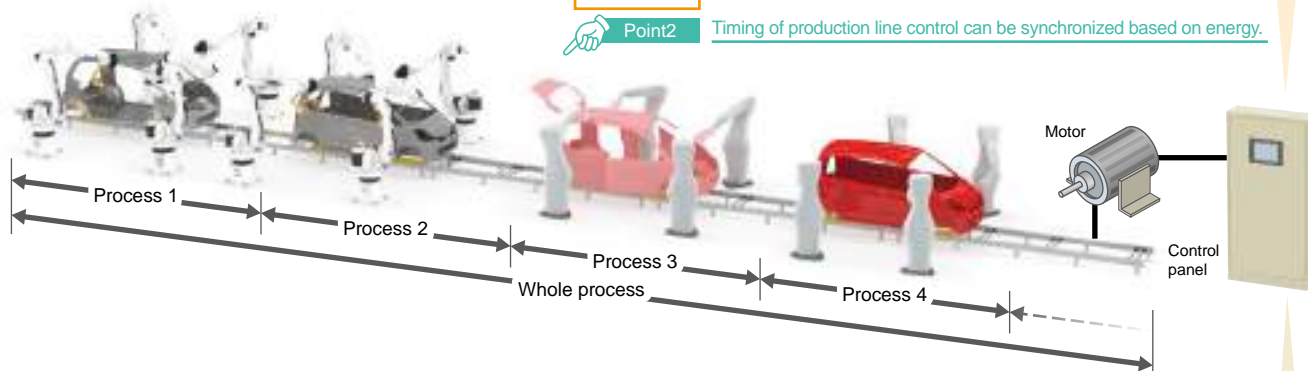 Point2
Timing of production line control can be synchronized based on energy.
Motor
Control
panel
Process 1
Process 2
Process 3
Process 4
Whole process